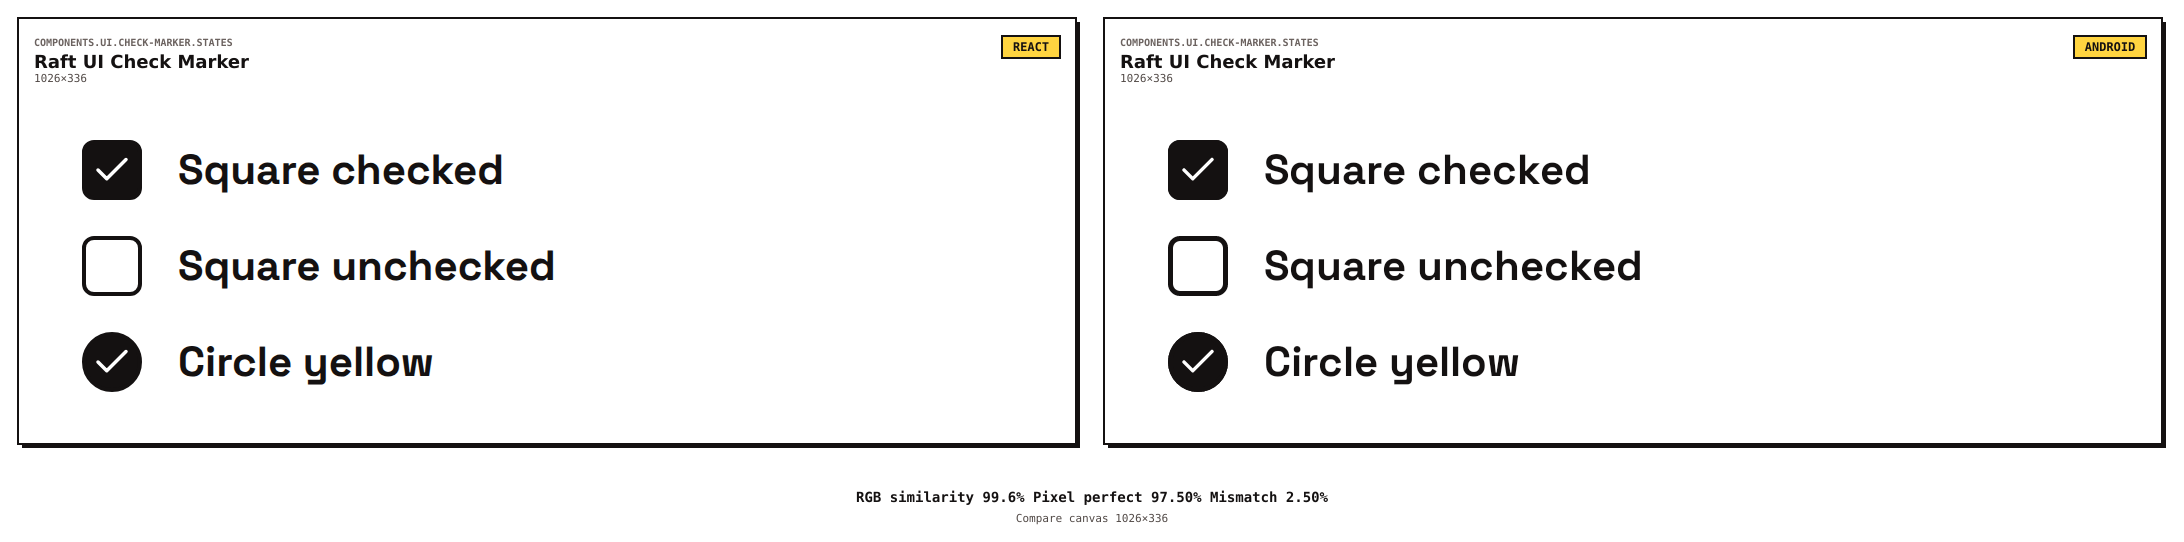 COMPONENTS.UI.CHECK-MARKER.STATES
Raft UI Check Marker
1026×336
REACT
Square checked
Square unchecked
Circle yellow
COMPONENTS.UI.CHECK-MARKER.STATES
Raft UI Check Marker
1026×336
ANDROID
Square checked
Square unchecked
Circle yellow
RGB similarity 99.6% Pixel perfect 97.50% Mismatch 2.50%
Compare canvas 1026×336